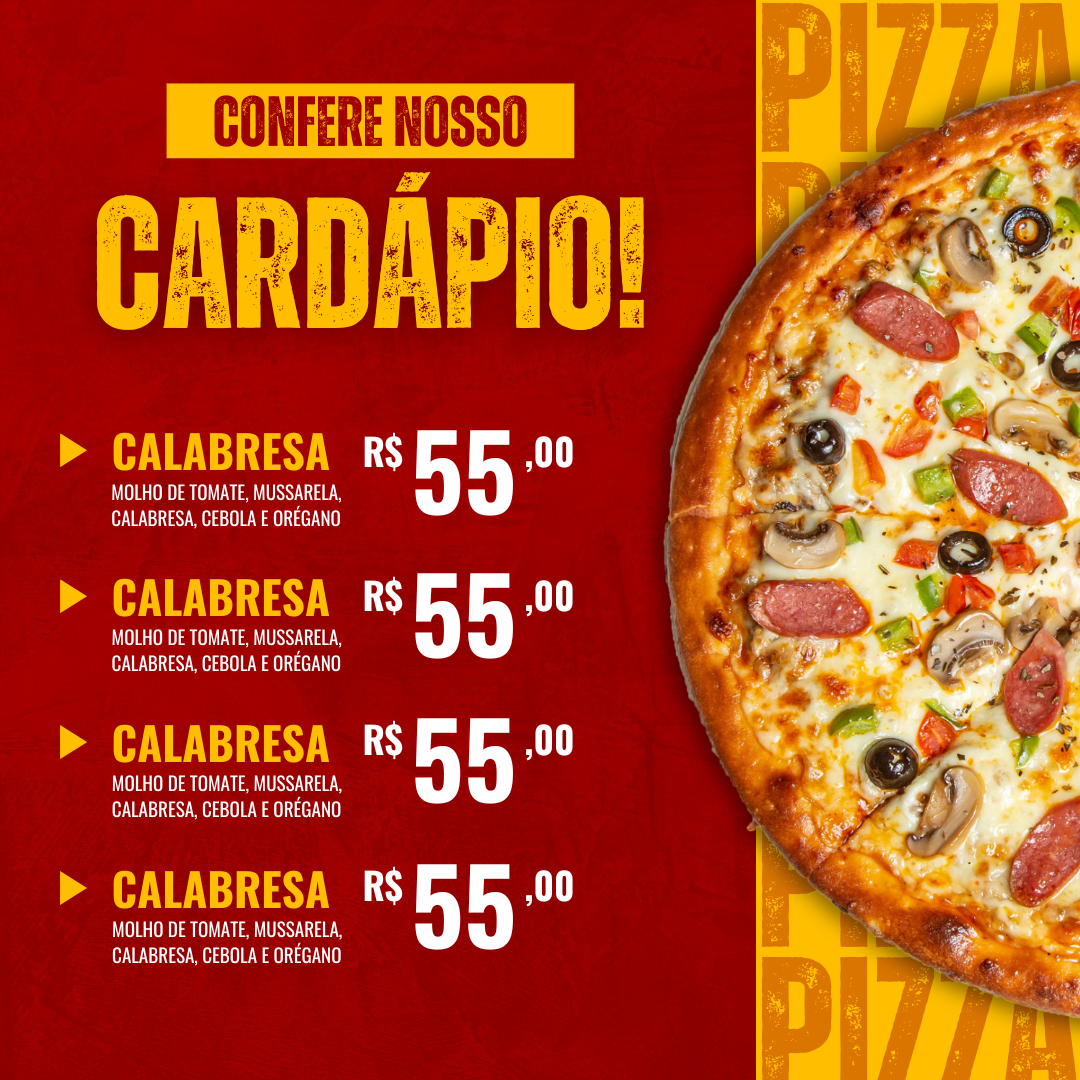 PIZZA
CONFERE NOSSO
CARDÁPIO!
CALABRESA R$ 55,00
MOLHO DE TOMATE, MUSSARELA,
CALABRESA, CEBOLA E ORÉGANO
CALABRESA R$ 55,00
MOLHO DE TOMATE, MUSSARELA,
CALABRESA, CEBOLA E ORÉGANO
CALABRESA R$ 55,00
MOLHO DE TOMATE, MUSSARELA,
CALABRESA, CEBOLA E ORÉGANO
CALABRESA R$ 55,00
MOLHO DE TOMATE, MUSSARELA,
CALABRESA, CEBOLA E ORÉGANO
PIZZA